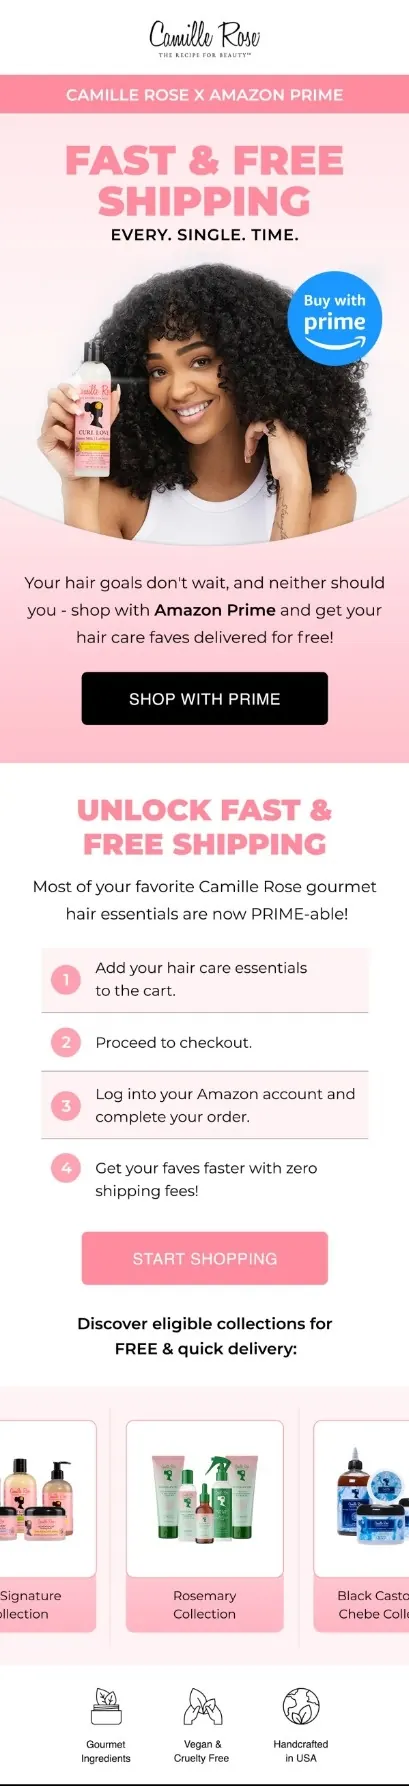 Camille Rose
THE RECIPE FOR BEAUTY™
CAMILLE ROSE X AMAZON PRIME
FAST & FREE
SHIPPING
EVERY. SINGLE. TIME.
Buy with
prime
Camille Rose
CURL LOVE
Your hair goals don't wait, and neither should
you - shop with Amazon Prime and get your
hair care faves delivered for free!
SHOP WITH PRIME
UNLOCK FAST &
FREE SHIPPING
Most of your favorite Camille Rose gourmet
hair essentials are now PRIME-able!
1
Add your hair care essentials
to the cart.
2
Proceed to checkout.
3
Log into your Amazon account and
complete your order.
4
Get your faves faster with zero
shipping fees!
START SHOPPING
Discover eligible collections for
FREE & quick delivery:
Signature
ollection
Rosemary
Collection
Black Casto
Chebe Coll
Gourmet
Ingredients
Vegan &
Cruelty Free
Handcrafted
in USA